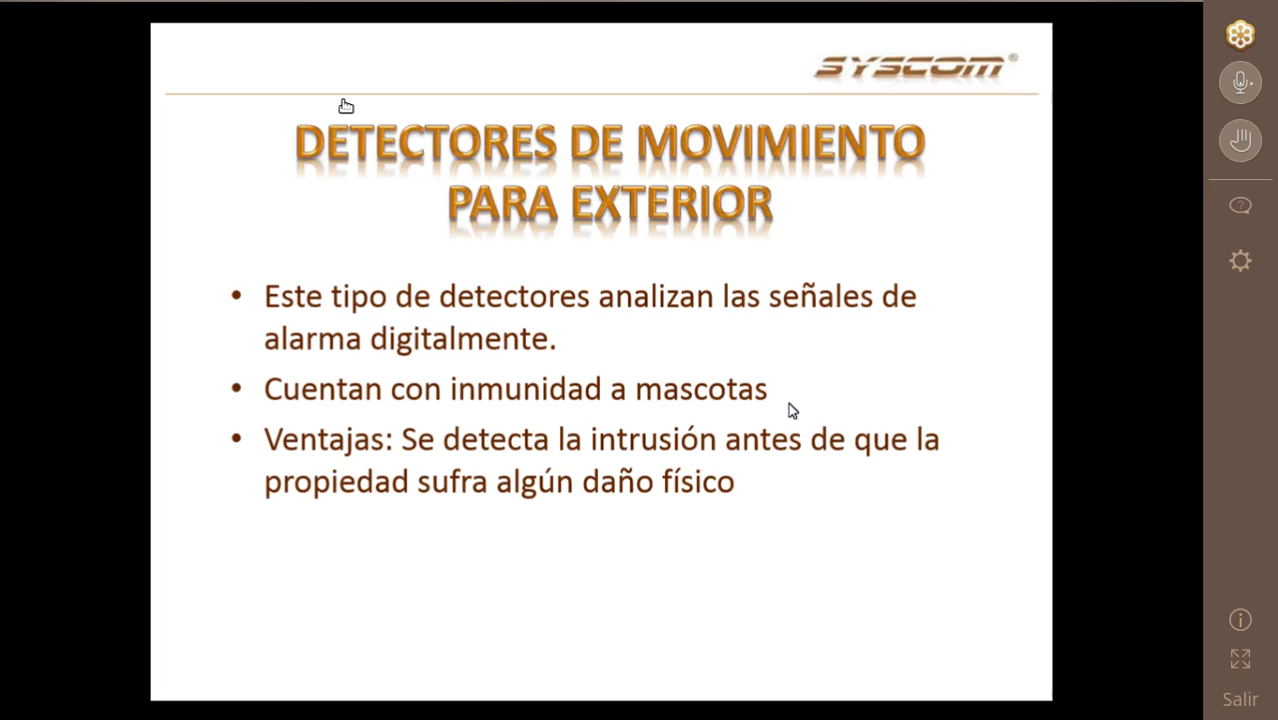 SYSCOM®
DETECTORES DE MOVIMIENTO
PARA EXTERIOR
• Este tipo de detectores analizan las señales de
alarma digitalmente.
• Cuentan con inmunidad a mascotas
• Ventajas: Se detecta la intrusión antes de que la
propiedad sufra algún daño físico
Salir